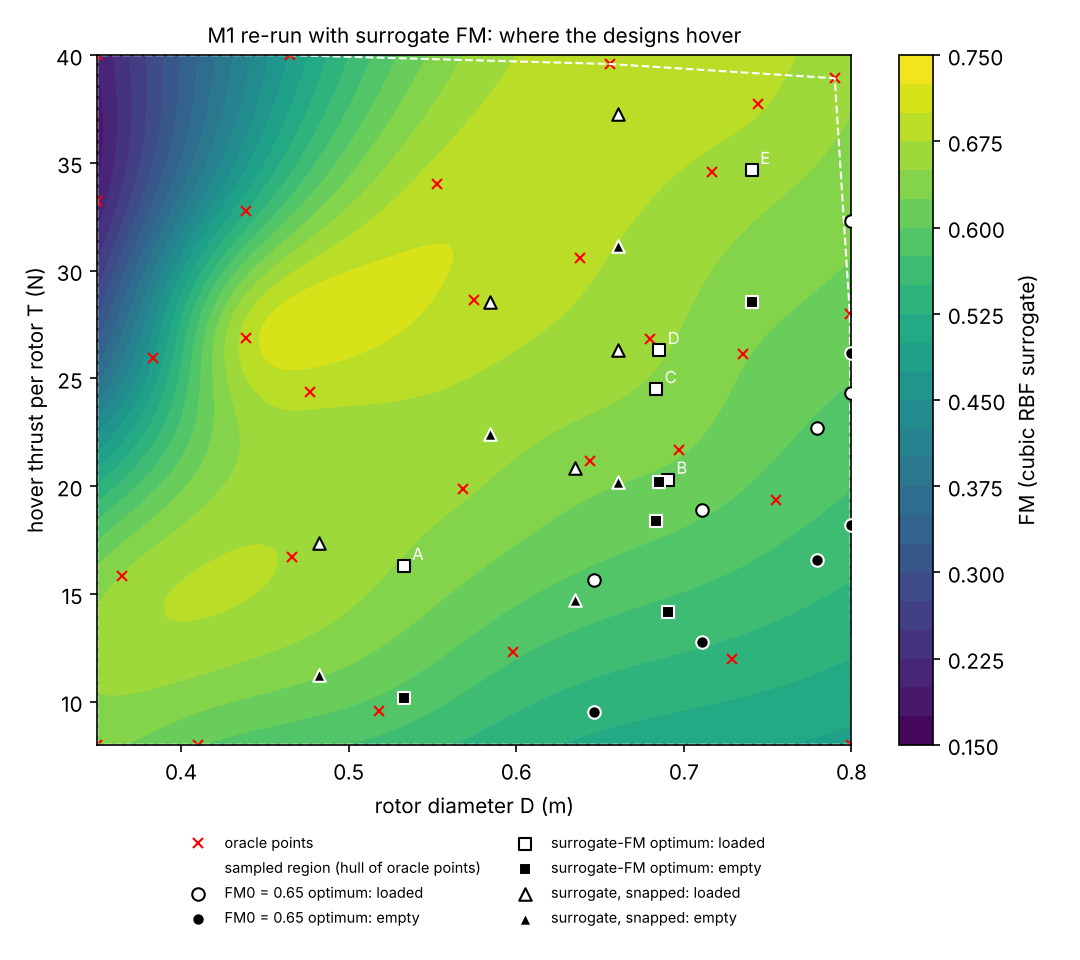 M1 re-run with surrogate FM: where the designs hover
40
35
30
25
20
15
10
hover thrust per rotor T (N)
E
D
C
B
A
0.4
0.5
0.6
0.7
0.8
rotor diameter D (m)
0.750
0.675
0.600
0.525
0.450
0.375
0.300
0.225
0.150
FM (cubic RBF surrogate)
oracle points
sampled region (hull of oracle points)
FM0 = 0.65 optimum: loaded
FM0 = 0.65 optimum: empty
surrogate-FM optimum: loaded
surrogate-FM optimum: empty
surrogate, snapped: loaded
surrogate, snapped: empty